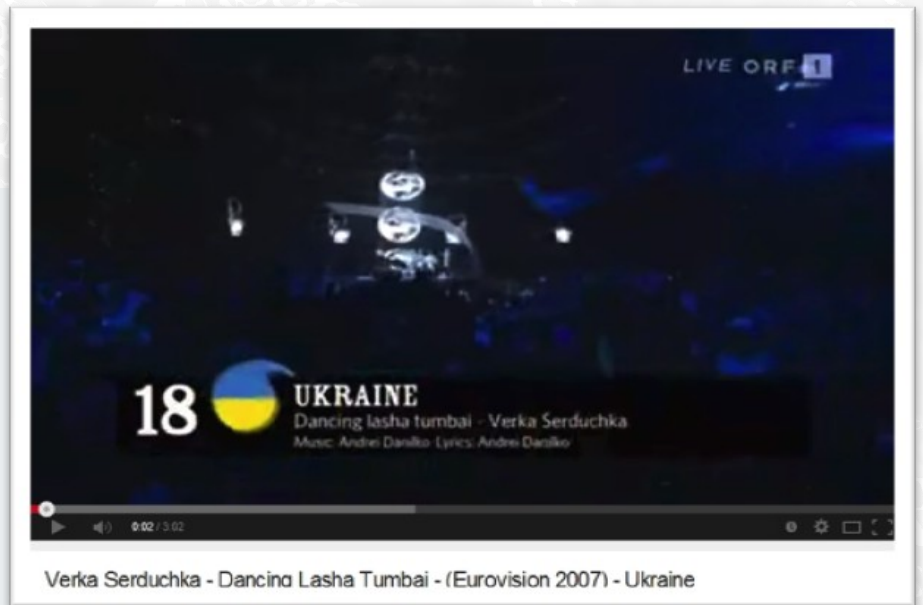 LIVE ORF 1
18
UKRAINE
Dancing lasha tumbai - Verka Serduchka
Music: Andrei Danilko Lyrics: Andrei Danilko
0:02 / 3:02
Verka Serduchka - Dancing Lasha Tumbai - (Eurovision 2007) - Ukraine